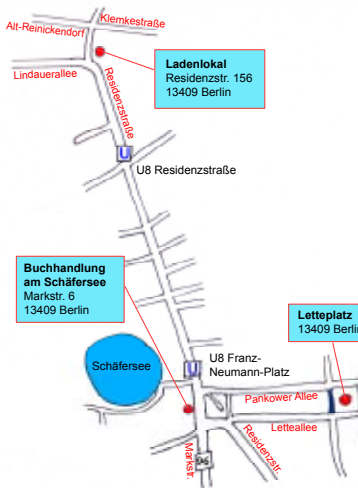 Klemkestraße
Alt-Reinickendorf
Lindauerallee
Residenzstraße
Ladenlokal
Residenzstr. 156
13409 Berlin
U
U8 Residenzstraße
Buchhandlung
am Schäfersee
Markstr. 6
13409 Berlin
Letteplatz
13409 Berlin
Schäfersee
U
U8 Franz-
Neumann-Platz
Pankower Allee
Letteallee
Markstr.
Residenzstr.
96